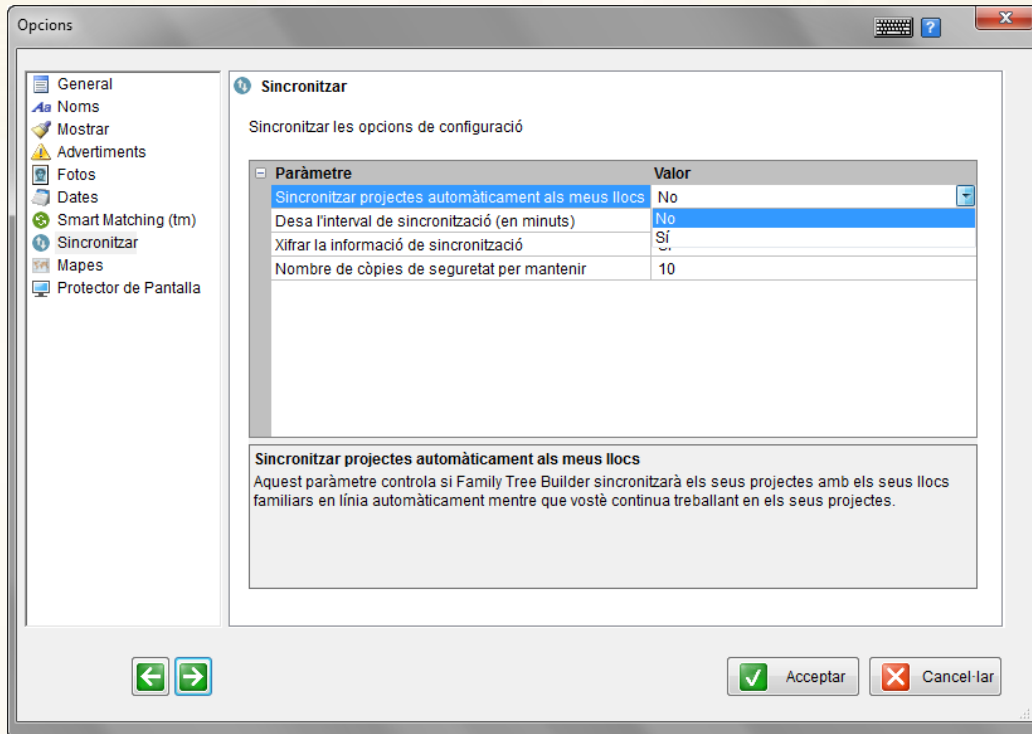 Opcions
General
Noms
Mostrar
Advertiments
Fotos
Dates
Smart Matching (tm)
Sincronitzar
Mapes
Protector de Pantalla
Sincronitzar
Sincronitzar les opcions de configuració
Paràmetre Valor
Sincronitzar projectes automàticament als meus llocs No
Desa l'interval de sincronització (en minuts) No
Xifrar la informació de sincronització Sí
Nombre de còpies de seguretat per mantenir 10
Sincronitzar projectes automàticament als meus llocs
Aquest paràmetre controla si Family Tree Builder sincronitzarà els seus projectes amb els seus llocs
familiars en línia automàticament mentre que vostè continua treballant en els seus projectes.
Acceptar
Cancel·lar